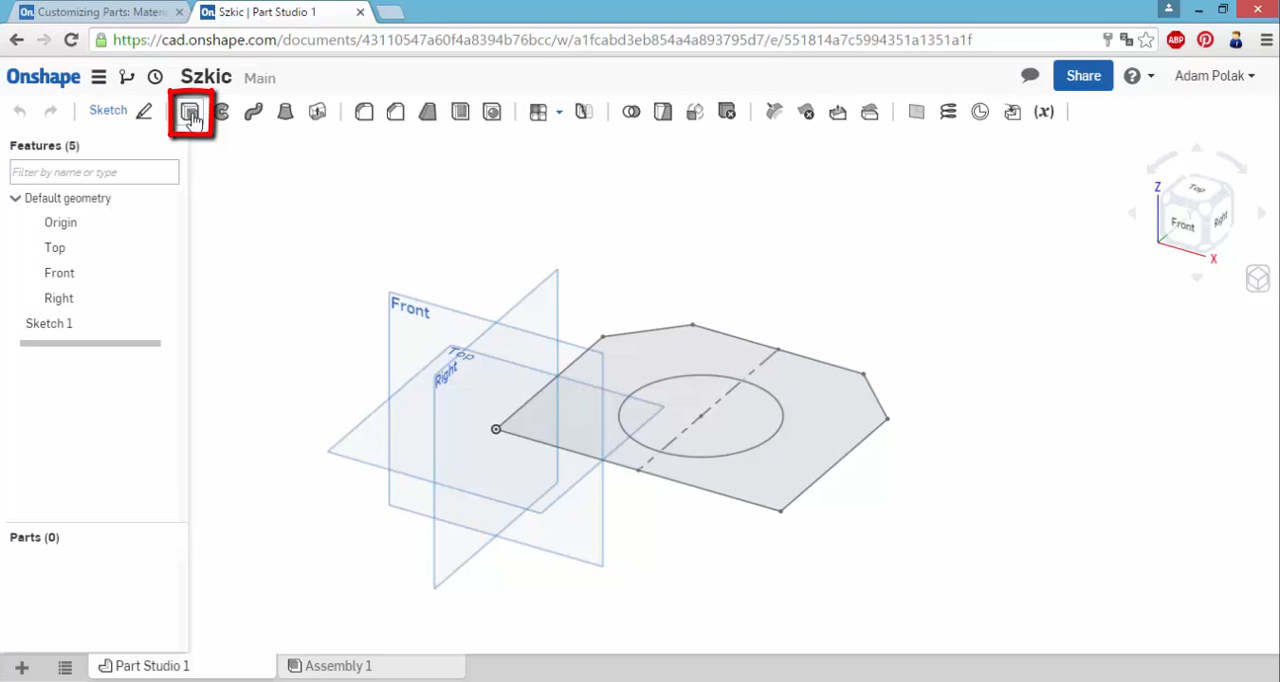 Customizing Parts: Materi
Szkic | Part Studio 1
https://cad.onshape.com/documents/43110547a60f4a8394b76bcc/w/a1fcabd3eb854a4a893795d7/e/551814a7c5994351a1351a1f
ABP
Onshape Szkic Main Share ? Adam Polak
Sketch (x)
Features (5)
Filter by name or type
Default geometry
Origin
Top
Front
Right
Sketch 1
Parts (0)
Front
Top
Right
Z
Top
Front
Right
X
Part Studio 1
Assembly 1